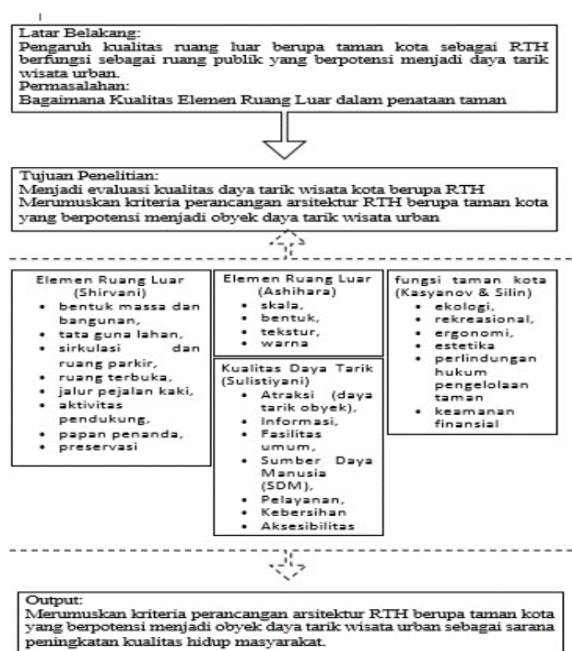 Latar Belakang:
Pengaruh kualitas ruang luar berupa taman kota sebagai RTH
berfungsi sebagai ruang publik yang berpotensi menjadi daya tarik
wisata urban.
Permasalahan:
Bagaimana Kualitas Elemen Ruang Luar dalam penataan taman
Tujuan Penelitian:
Menjadi evaluasi kualitas daya tarik wisata kota berupa RTH
Merumuskan kriteria perancangan arsitektur RTH berupa taman kota
yang berpotensi menjadi obyek daya tarik wisata urban
Elemen Ruang Luar
(Shirvani)
• bentuk massa dan
bangunan,
• tata guna lahan,
• sirkulasi dan
ruang parkir,
• ruang terbuka,
• jalur pejalan kaki,
• aktivitas
pendukung,
• papan penanda,
• preservasi
Elemen Ruang Luar
(Ashihara)
• skala,
• bentuk,
• tekstur,
• warna
Kualitas Daya Tarik
(Sulistiyani)
• Atraksi (daya
tarik obyek),
• Informasi,
• Fasilitas
umum,
• Sumber Daya
Manusia
(SDM),
• Pelayanan,
• Kebersihan
• Aksesibilitas
fungsi taman kota
(Kasyanov & Silin)
• ekologi,
• rekreasional,
• ergonomi,
• estetika
• perlindungan
hukum
pengelolaan
taman
• keamanan
finansial
Output:
Merumuskan kriteria perancangan arsitektur RTH berupa taman kota
yang berpotensi menjadi obyek daya tarik wisata urban sebagai sarana
peningkatan kualitas hidup masyarakat.